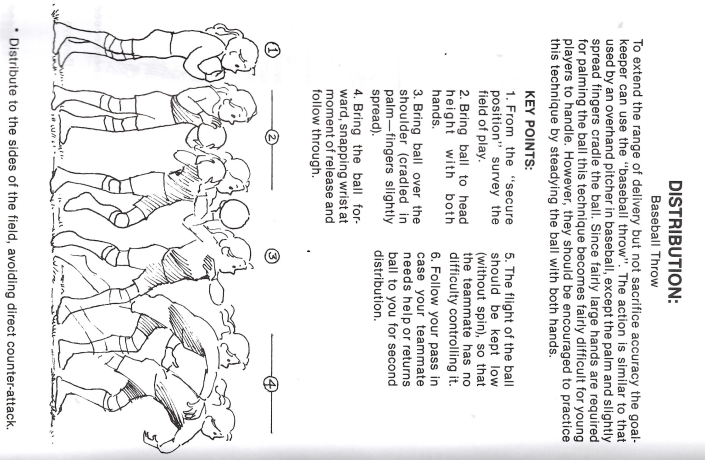 DISTRIBUTION:
Baseball Throw
To extend the range of delivery but not sacrifice accuracy the goal-
keeper can use the "baseball throw". The action is similar to that
used by an overhand pitcher in baseball, except the palm and slightly
spread fingers cradle the ball. Since fairly large hands are required
for palming the ball this technique becomes fairly difficult for young
players to handle. However, they should be encouraged to practice
this technique by steadying the ball with both hands.
KEY POINTS:
1. From the "secure
position" survey the
field of play.
2. Bring ball to head
height with both
hands.
3. Bring ball over the
shoulder (cradled in
palm—fingers slightly
spread).
4. Bring the ball for-
ward, snapping wrist at
moment of release and
follow through.
5. The flight of the ball
should be kept low
(without spin), so that
the teammate has no
difficulty controlling it.
6. Follow your pass in
case your teammate
needs help or returns
ball to you for second
distribution.
1 2 3 4
* Distribute to the sides of the field, avoiding direct counter-attack.